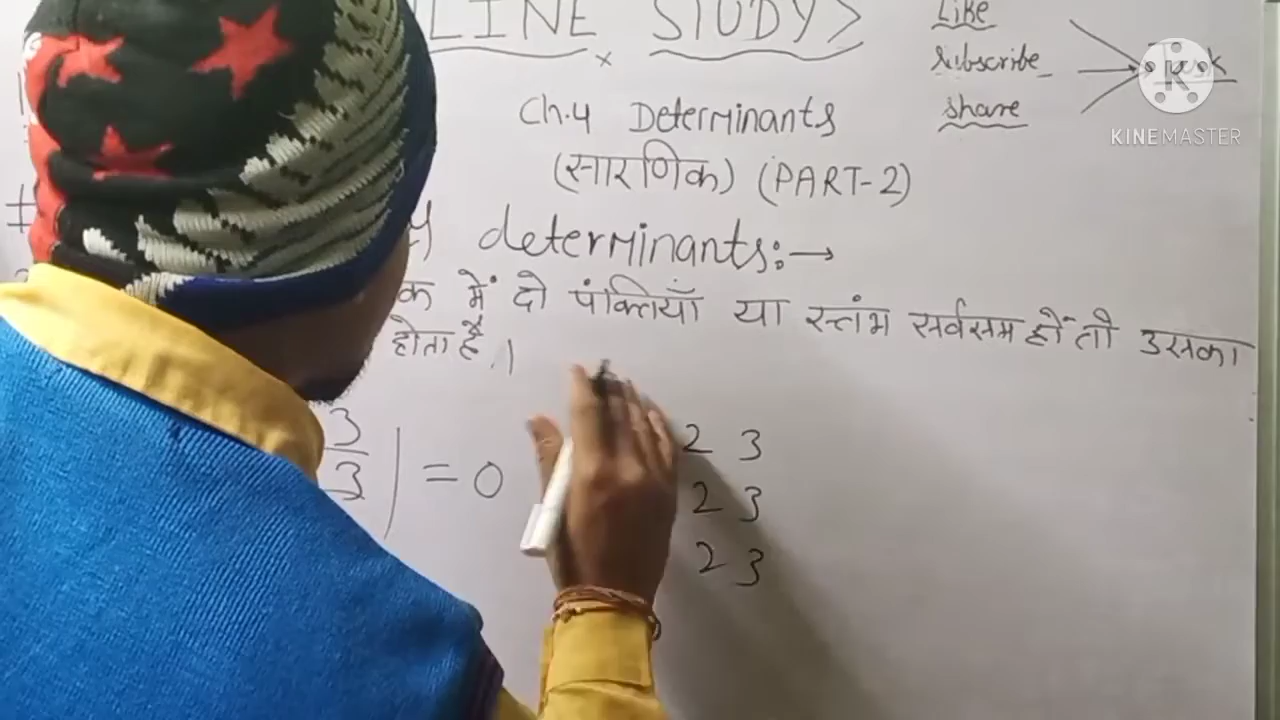 LINE STUDY
Like
Subscribe
Share
K
KINEMASTER
Ch.4 Determinants
(सारणिक) (PART-2)
determinants:→
में दो पंक्तियाँ या स्तंभ सर्वसम हों तो उसका
होता है।
3
3 | = 0
2 3
2 3
2 3